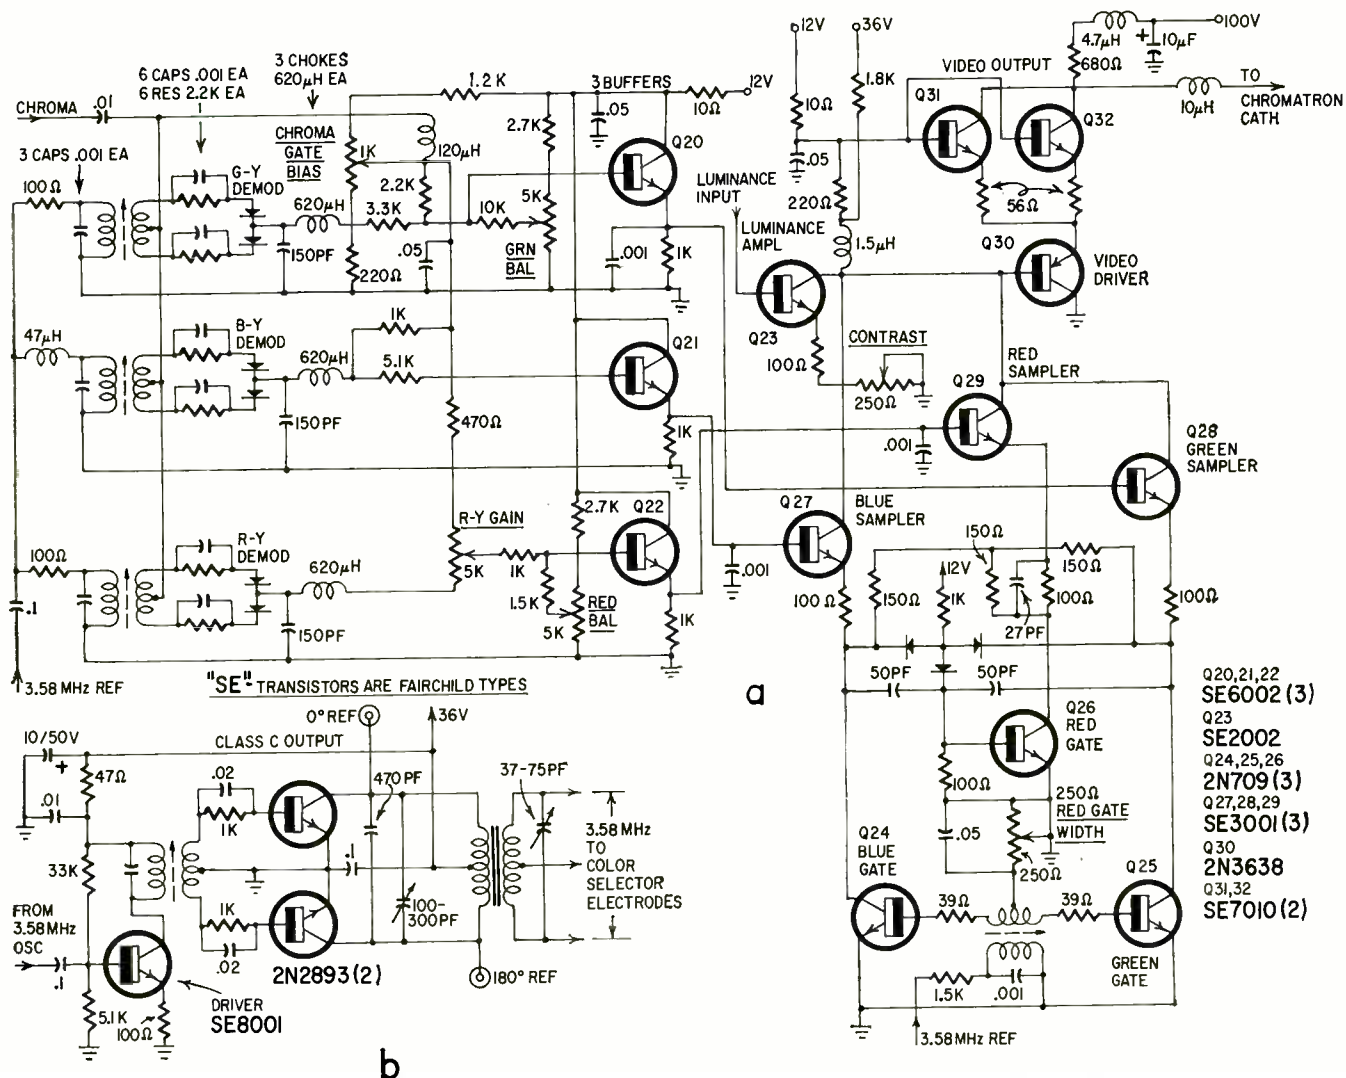 CHROMA
.01
6 CAPS .001 EA
6 RES 2.2K EA
3 CHOKES
620µH EA
1.2K
3 BUFFERS
.05
10Ω
12V
3 CAPS .001 EA
100Ω
G-Y
DEMOD
CHROMA
GATE
BIAS
1K
120µH
2.7K
Q20
620µH
2.2K
3.3K
10K
5K
150PF
220Ω
.05
GRN
BAL
.001
1K
47µH
B-Y
DEMOD
620µH
1K
5.1K
Q21
150PF
470Ω
1K
100Ω
R-Y
DEMOD
620µH
R-Y GAIN
5K
1K
1.5K
2.7K
Q22
RED
BAL
5K
1K
150PF
.1
3.58 MHz REF
"SE"- TRANSISTORS ARE FAIRCHILD TYPES
12V
36V
10Ω
1.8K
.05
LUMINANCE
INPUT
220Ω
LUMINANCE
AMPL
1.5µH
Q23
100Ω
CONTRAST
250Ω
VIDEO OUTPUT
Q31
Q32
4.7µH
680Ω
+
10µF
100V
10µH
TO
CHROMATRON
CATH
56Ω
Q30
VIDEO
DRIVER
RED
SAMPLER
Q29
.001
Q28
GREEN
SAMPLER
Q27
BLUE
SAMPLER
.001
150Ω
12V
100Ω
150Ω
1K
100Ω
150Ω
27PF
100Ω
50PF
50PF
a
Q26
RED
GATE
100Ω
250Ω
RED GATE
WIDTH
.05
250Ω
Q24
BLUE
GATE
39Ω
39Ω
Q25
GREEN
GATE
1.5K
.001
3.58MHz REF
Q20,21,22
SE6002(3)
Q23
SE2002
Q24,25,26
2N709(3)
Q27,28,29
SE3001(3)
Q30
2N3638
Q31,32
SE7010(2)
0° REF
36V
10/50V
+
CLASS C OUTPUT
47Ω
.02
470PF
37-75PF
.01
1K
3.58MHz
TO
COLOR
SELECTOR
ELECTRODES
33K
.1
1K
100-
300PF
FROM
3.58MHz
OSC
.1
.02
2N2893(2)
180° REF
DRIVER
SE8001
5.1K
100Ω
b